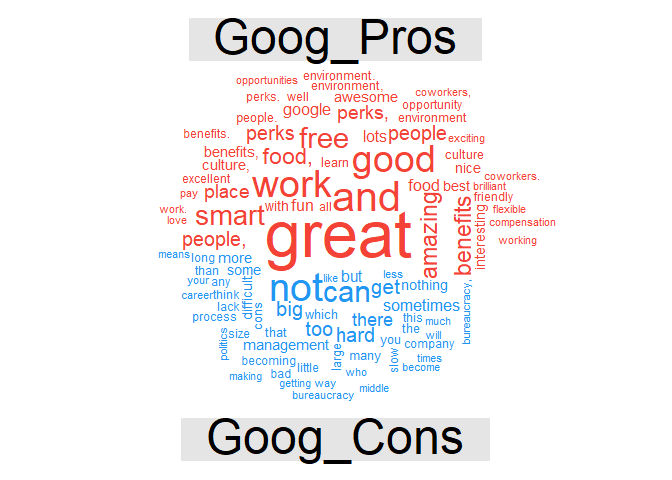 Goog_Pros
opportunities environment.
environment,
perks. well awesome coworkers,
google perks, opportunity
people. environment
benefits. perks free lots people exciting
benefits, food, learn good culture
culture, nice coworkers.
excellent work and food best brilliant
pay place friendly
with fun all amazing benefits interesting flexible
work. smart compensation
love great
people, working
means long more
than some like but less
your any not can get nothing bureaucracy,
career think difficult
lack cons big which sometimes
process there this much
politics size that too hard the will
management you company
becoming large many slow times
bad little who become
making getting way middle
bureaucracy
Goog_Cons